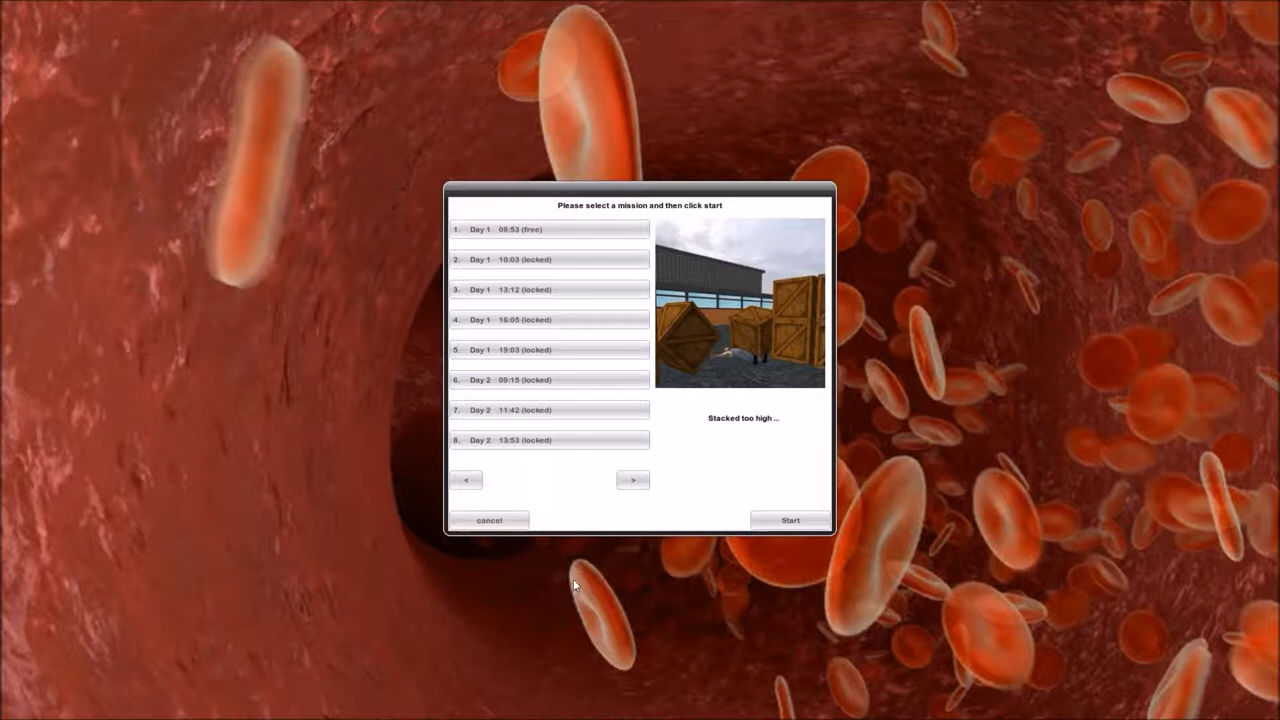 Please select a mission and then click start
1. Day 1 08:53 (free)
2. Day 1 10:03 (locked)
3. Day 1 13:12 (locked)
4. Day 1 16:05 (locked)
5. Day 1 19:03 (locked)
6. Day 2 09:15 (locked)
7. Day 2 11:42 (locked)
8. Day 2 13:53 (locked)
Stacked too high ...
< >
cancel Start